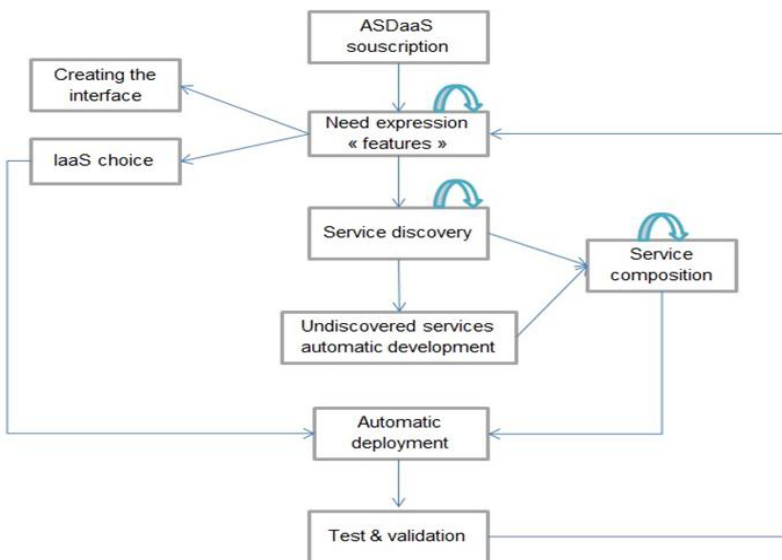 ASDaaS
souscription
Creating the
interface
Need expression
« features »
IaaS choice
Service discovery
Service
composition
Undiscovered services
automatic development
Automatic
deployment
Test & validation